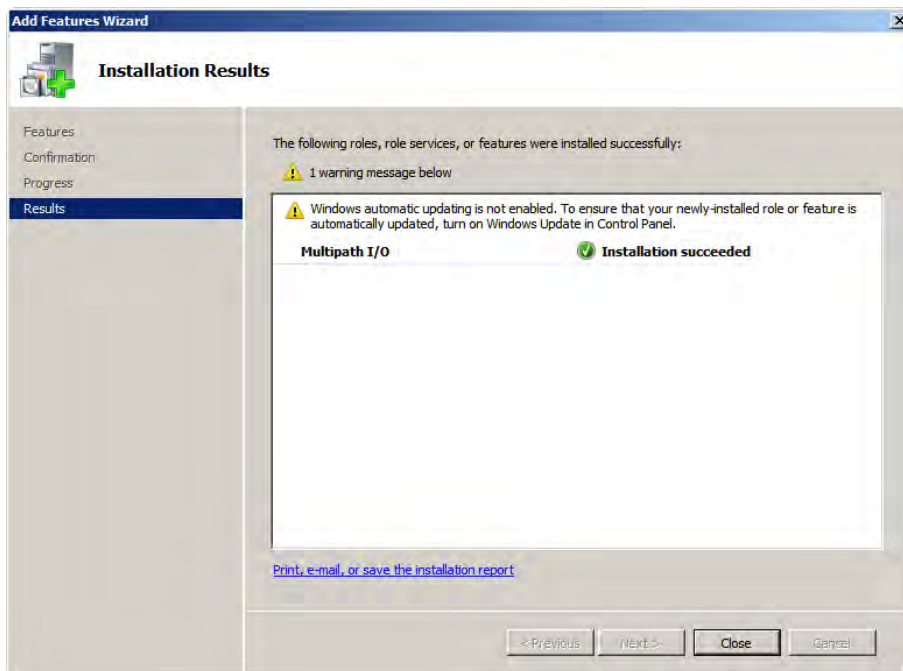 Add Features Wizard
Installation Results
Features
Confirmation
Progress
Results
The following roles, role services, or features were installed successfully:
1 warning message below
Windows automatic updating is not enabled. To ensure that your newly-installed role or feature is
automatically updated, turn on Windows Update in Control Panel.
Multipath I/O Installation succeeded
Print, e-mail, or save the installation report
< Previous Next > Close Cancel